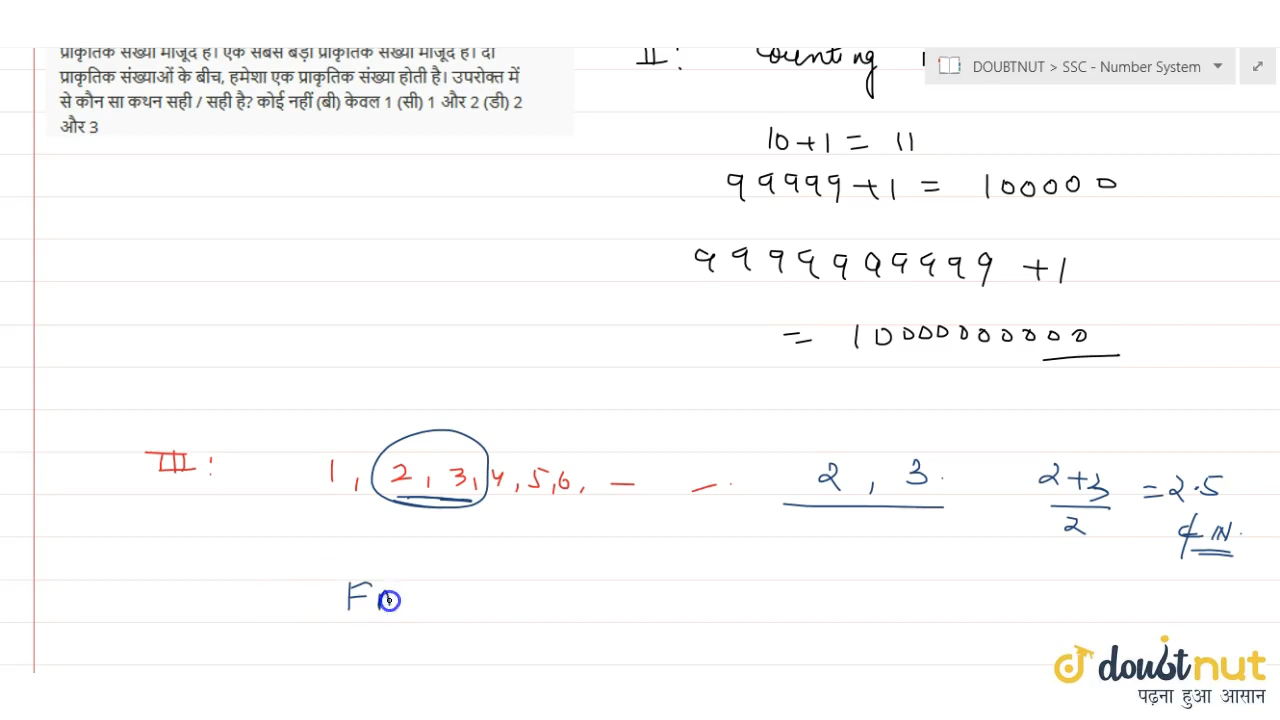 प्राकृतिक संख्या मौजूद है। एक सबसे बड़ी प्राकृतिक संख्या मौजूद है। दो
प्राकृतिक संख्याओं के बीच, हमेशा एक प्राकृतिक संख्या होती है। उपरोक्त में
से कौन सा कथन सही / सही है? कोई नहीं (बी) केवल 1 (सी) 1 और 2 (डी) 2
और 3
II: Counting
DOUBTNUT > SSC - Number System
10+1 = 11
99999+1 = 100000
9999999999 +1
= 10000000000
III: 1, 2, 3, 4, 5, 6, — —.
2, 3.
2+3
2
= 2.5
∉ IN.
doubtnut
पढ़ना हुआ आसान